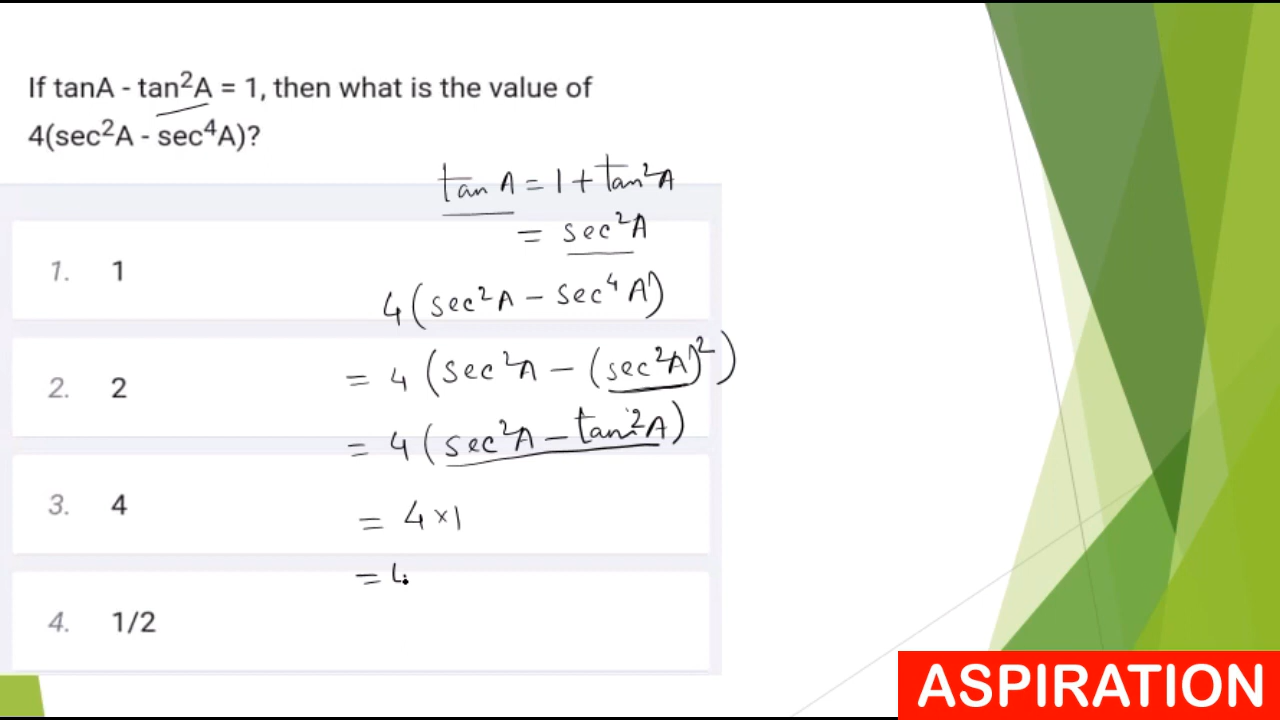 If tanA - tan²A = 1, then what is the value of
4(sec²A - sec⁴A)?
tan A = 1 + tan²A
= sec²A
1. 1
4(sec²A - sec⁴A)
= 4(sec²A - (sec²A)²)
2. 2
= 4(sec²A - tan²A)
3. 4
= 4 × 1
= 4
4. 1/2
ASPIRATION